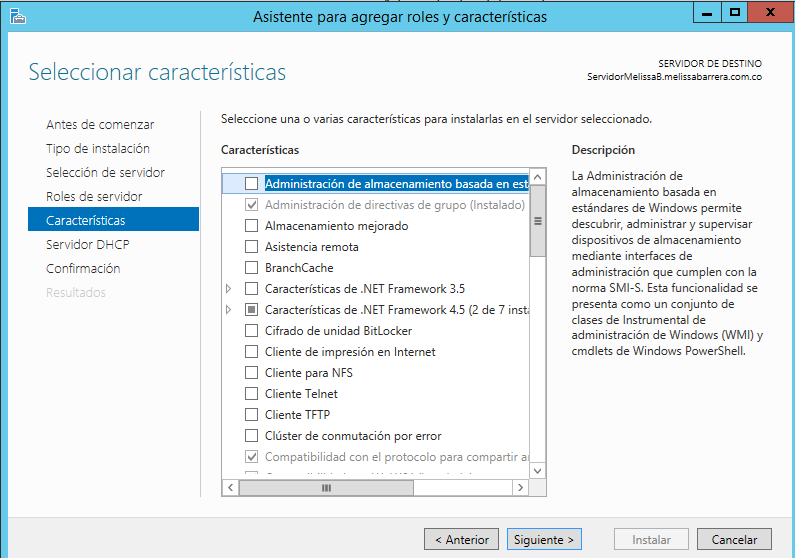 Asistente para agregar roles y características
Seleccionar características
SERVIDOR DE DESTINO
ServidorMelissaB.melissabarrera.com.co
Antes de comenzar
Tipo de instalación
Selección de servidor
Roles de servidor
Características
Servidor DHCP
Confirmación
Resultados
Seleccione una o varias características para instalarlas en el servidor seleccionado.
Características
Administración de almacenamiento basada en est
Administración de directivas de grupo (Instalado)
Almacenamiento mejorado
Asistencia remota
BranchCache
Características de .NET Framework 3.5
Características de .NET Framework 4.5 (2 de 7 insta
Cifrado de unidad BitLocker
Cliente de impresión en Internet
Cliente para NFS
Cliente Telnet
Cliente TFTP
Clúster de conmutación por error
Compatibilidad con el protocolo para compartir ar
Descripción
La Administración de
almacenamiento basada en
estándares de Windows permite
descubrir, administrar y supervisar
dispositivos de almacenamiento
mediante interfaces de
administración que cumplen con la
norma SMI-S. Esta funcionalidad se
presenta como un conjunto de
clases de Instrumental de
administración de Windows (WMI) y
cmdlets de Windows PowerShell.
< Anterior
Siguiente >
Instalar
Cancelar